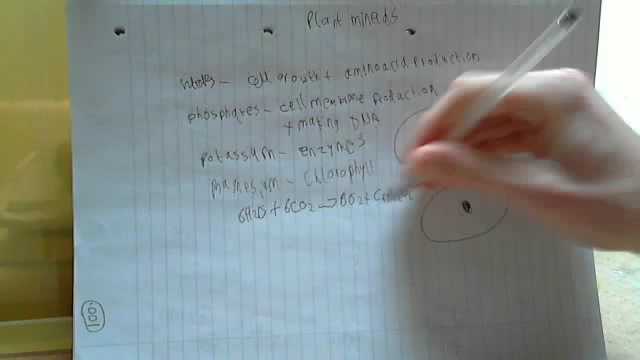 Plant minerals
nitrates - cell growth + amino acid production
phosphates - cell membrane production
+ making DNA
Potassium - enzymes
magnesium - Chlorophyll
6H2O + 6CO2 → 6O2 +